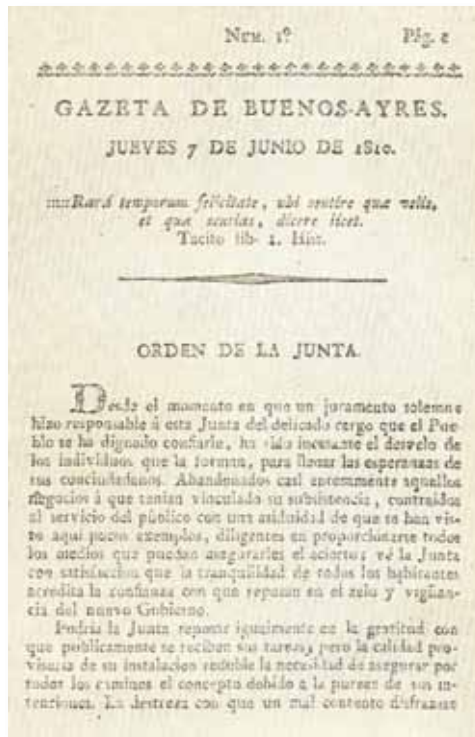 Num. 1º Pág. 1
GAZETA DE BUENOS-AYRES.
JUEVES 7 DE JUNIO DE 1810.
Rará temporum felicitate, ubi sentire quæ velis,
et quæ sentias, dicere licet.
Tacito lib. 1. Hist.
ORDEN DE LA JUNTA.
Desde el momento en que un juramento solemne
hizo responsable á esta Junta del delicado cargo que el Pue-
blo se ha dignado confiarle, ha sido incesante el desvelo de
los individuos que la forman, para llenar las esperanzas de
sus conciudadanos. Abandonados casi enteramente aquellos
negocios á que tenian vinculado su subsistencia, contraidos
al servicio del público con una asiduidad de que se han vis-
to aquí pocos exemplos, diligentes en proporcionarse todos
los medios que puedan asegurarles el acierto; vé la Junta
con satisfaccion que la tranquilidad de todos los habitantes
acredita la confianza con que reposan en el zelo y vigilan-
cia del nuevo Gobierno.
Podria la Junta reposar igualmente en la gratitud con
que publicamente se reciben sus tareas; pero la calidad pro-
visoria de su instalacion redobla la necesidad de asegurar por
todos los caminos el concepto debido á la pureza de sus in-
tenciones. La destreza con que un mal contento disfrazase